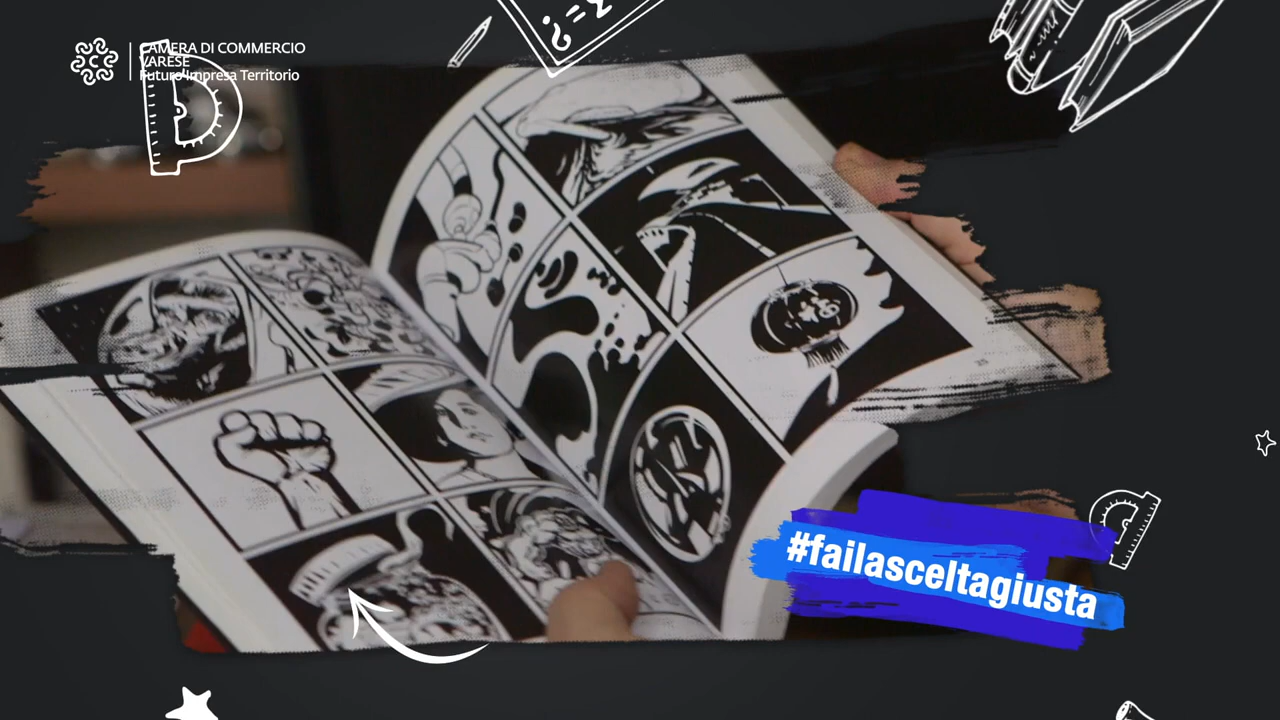 CAMERA DI COMMERCIO
VARESE
Futuro Impresa Territorio
#failasceltagiusta